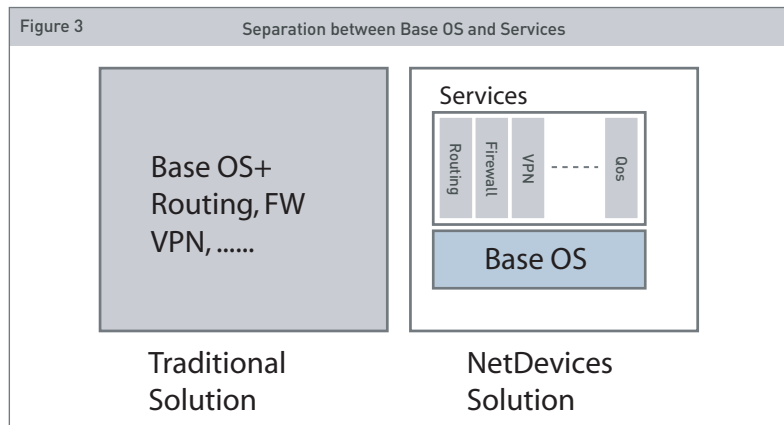 Figure 3
Separation between Base OS and Services
Base OS+
Routing, FW
VPN, ......
Traditional
Solution
Services
Routing
Firewall
VPN
Qos
Base OS
NetDevices
Solution